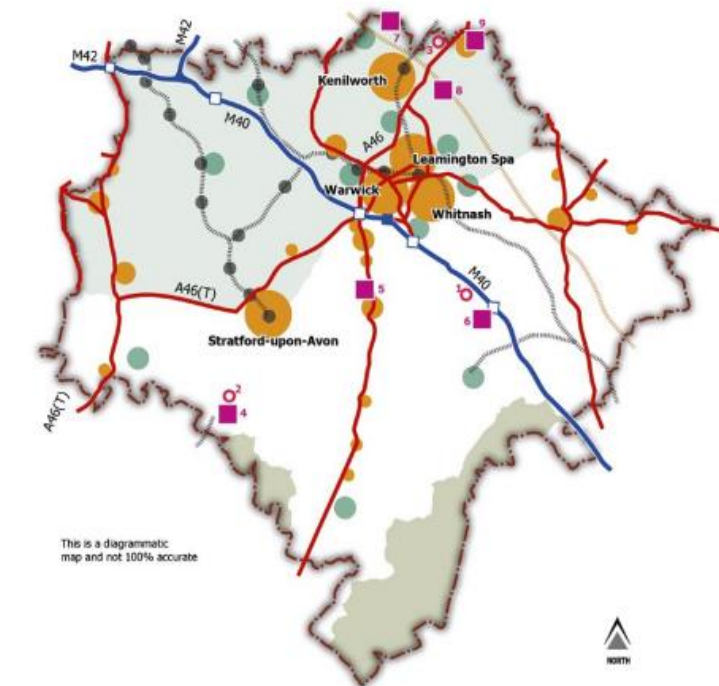 M42
M42
7
3
9
Kenilworth
8
M40
A46
Leamington Spa
Warwick
Whitnash
M40
A46(T)
5
1
6
Stratford-upon-Avon
A46(T)
2
4
This is a diagrammatic
map and not 100% accurate
NORTH